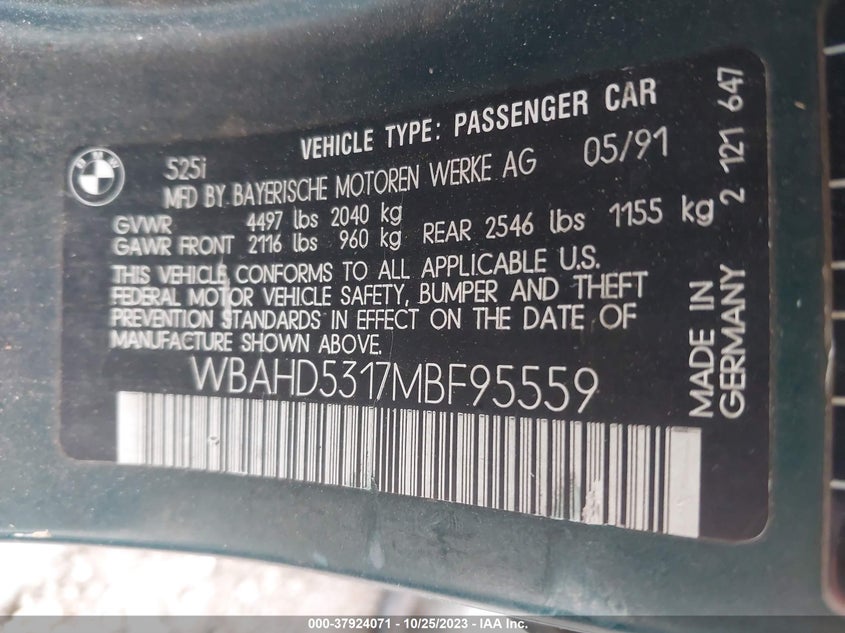 BMW
525i
VEHICLE TYPE: PASSENGER CAR
MFD BY BAYERISCHE MOTOREN WERKE AG 05/91
GVWR 4497 lbs 2040 kg
GAWR FRONT 2116 lbs 960 kg REAR 2546 lbs 1155 kg
THIS VEHICLE CONFORMS TO ALL APPLICABLE U.S.
FEDERAL MOTOR VEHICLE SAFETY, BUMPER AND THEFT
PREVENTION STANDARDS IN EFFECT ON THE DATE OF
MANUFACTURE SHOWN ABOVE.
WBAHD5317MBF95559
MADE IN
GERMANY
2 121 647
000-37924071 - 10/25/2023 - IAA Inc.